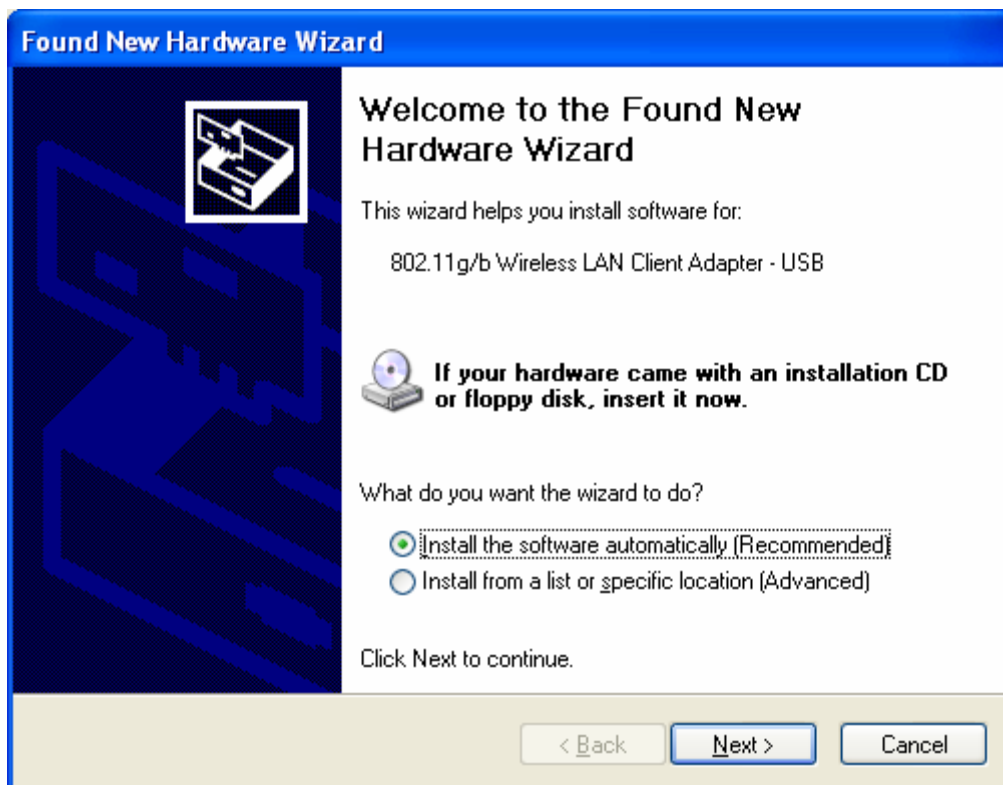 Found New Hardware Wizard
Welcome to the Found New
Hardware Wizard
This wizard helps you install software for:
802.11g/b Wireless LAN Client Adapter - USB
If your hardware came with an installation CD
or floppy disk, insert it now.
What do you want the wizard to do?
Install the software automatically (Recommended)
Install from a list or specific location (Advanced)
Click Next to continue.
< Back Next > Cancel